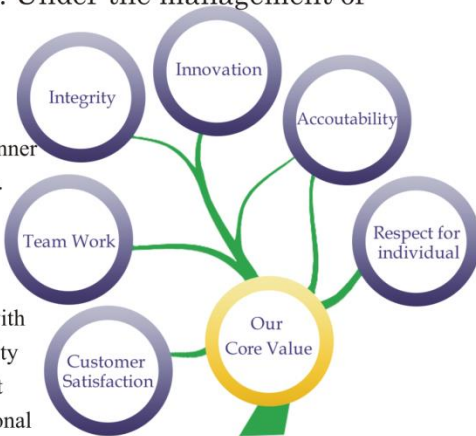 . Under the management of
Innovation
Integrity
Accoutability
Team Work
Respect for
individual
Our
Core Value
Customer
Satisfaction